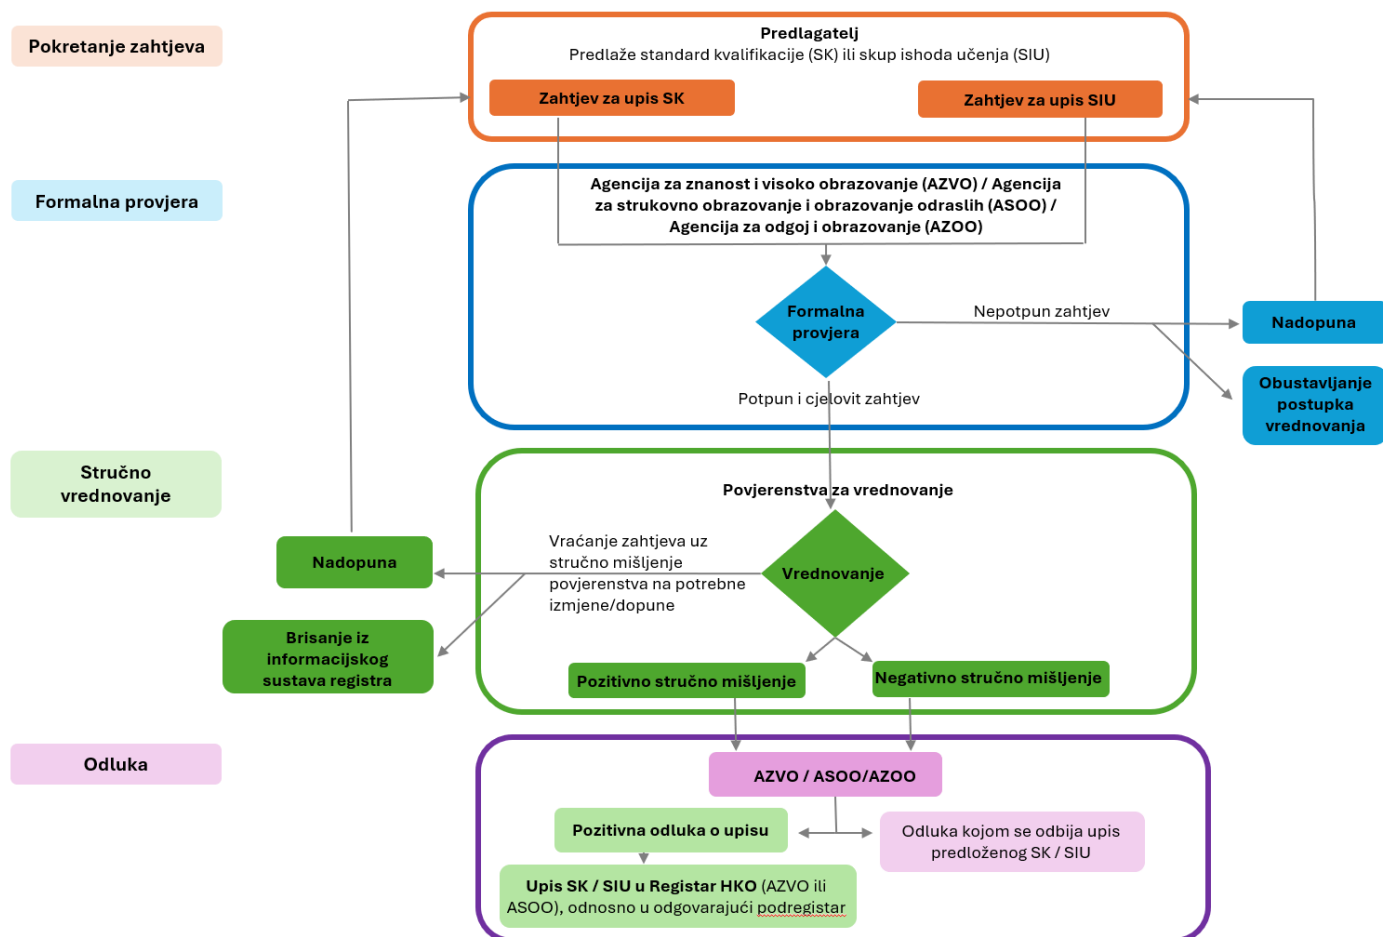 Pokretanje zahtjeva
Predlagatelj
Predlaže standard kvalifikacije (SK) ili skup ishoda učenja (SIU)
Zahtjev za upis SK
Zahtjev za upis SIU
Formalna provjera
Agencija za znanost i visoko obrazovanje (AZVO) / Agencija
za strukovno obrazovanje i obrazovanje odraslih (ASOO) /
Agencija za odgoj i obrazovanje (AZOO)
Formalna
provjera
Nepotpun zahtjev
Nadopuna
Obustavljanje
postupka
vrednovanja
Potpun i cjelovit zahtjev
Stručno
vrednovanje
Povjerenstva za vrednovanje
Vrednovanje
Vraćanje zahtjeva uz
stručno mišljenje
povjerenstva na potrebne
izmjene/dopune
Nadopuna
Brisanje iz
informacijskog
sustava registra
Pozitivno stručno mišljenje
Negativno stručno mišljenje
Odluka
AZVO / ASOO/AZOO
Pozitivna odluka o upisu
Odluka kojom se odbija upis
predloženog SK / SIU
Upis SK / SIU u Registar HKO (AZVO ili
ASOO), odnosno u odgovarajući podregistar